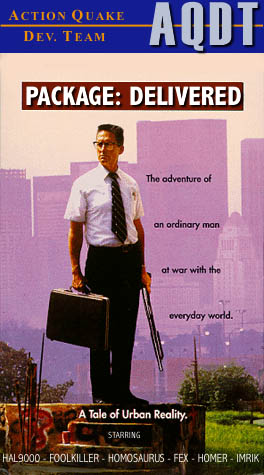 ACTION QUAKE
DEV. TEAM
AQDT
PACKAGE: DELIVERED
The adventure of
an ordinary man
at war with the
everyday world.
A Tale of Urban Reality.
STARRING
HAL9000 - FOOLKILLER - HOMOSAURUS - FEX - HOMER - IMRIK